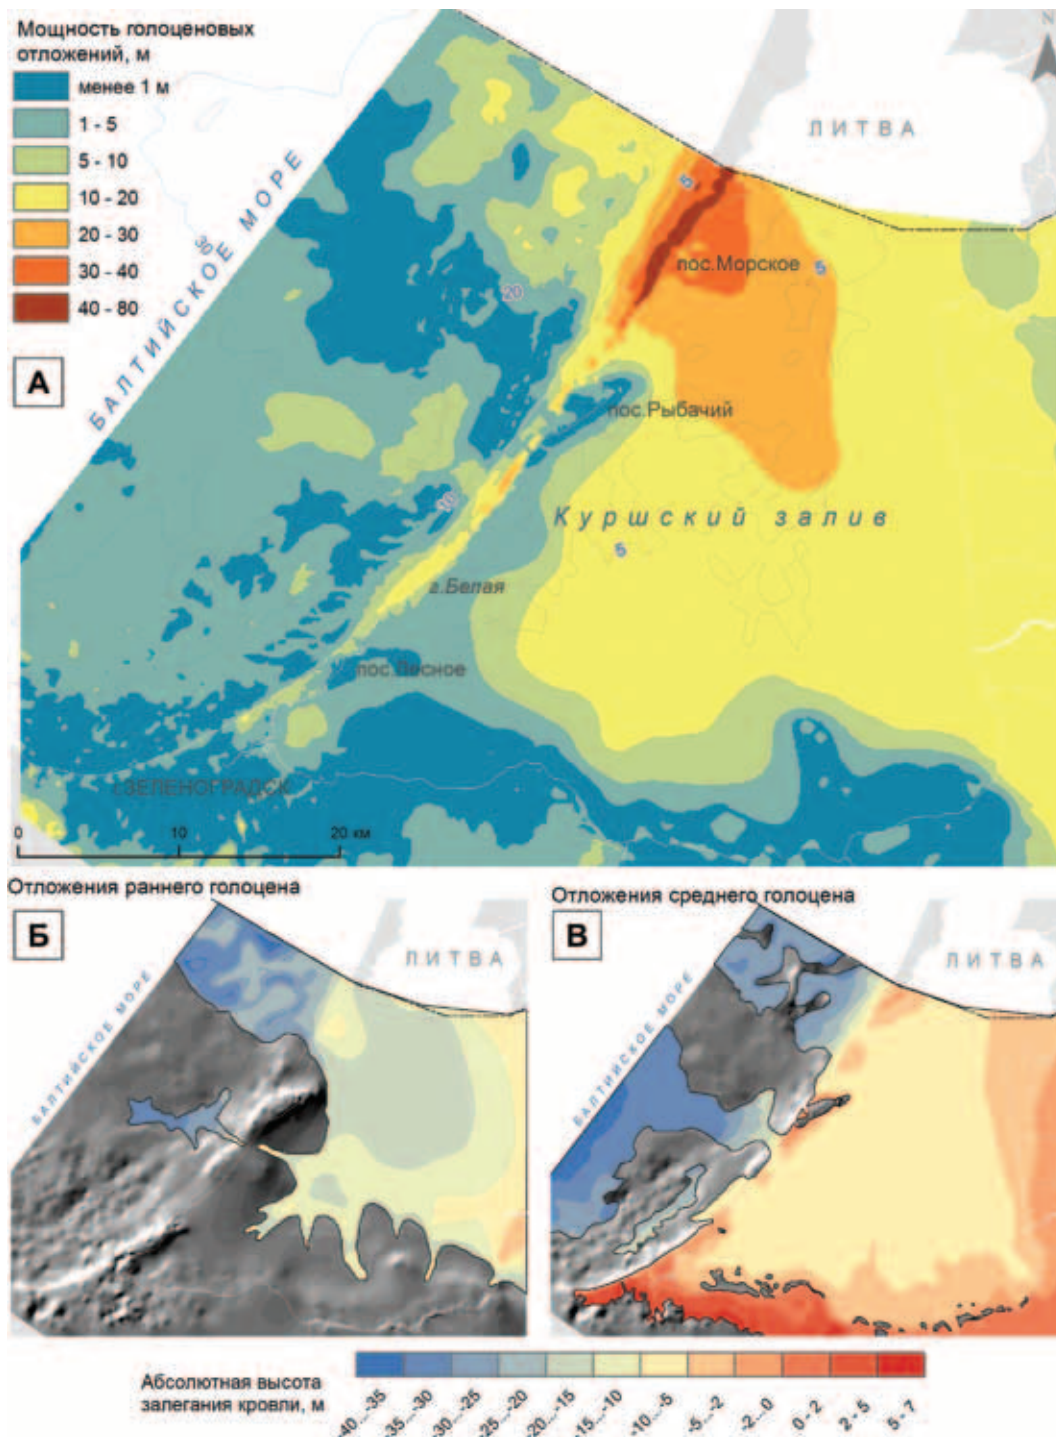 Мощность голоценовых
отложений, м
менее 1 м
1 - 5
5 - 10
10 - 20
20 - 30
30 - 40
40 - 80
А
N
ЛИТВА
БАЛТИЙСКОЕ МОРЕ
30
20
10
5
5
5
пос.Морское
пос.Рыбачий
Куршский залив
г.Белая
пос.Лесное
г.ЗЕЛЕНОГРАДСК
0 10 20 км
Отложения раннего голоцена
Б
ЛИТВА
БАЛТИЙСКОЕ МОРЕ
Отложения среднего голоцена
В
ЛИТВА
БАЛТИЙСКОЕ МОРЕ
Абсолютная высота
залегания кровли, м
-40...-35
-35...-30
-30...-25
-25...-20
-20...-15
-15...-10
-10...-5
-5...-2
-2...0
0 - 2
2 - 5
5 - 7